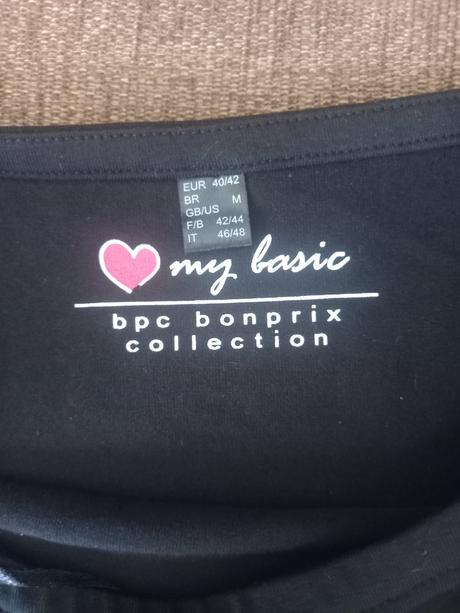 EUR 40/42
BR
GB/US M
F/B 42/44
IT 46/48
my basic
bpc bonprix
collection